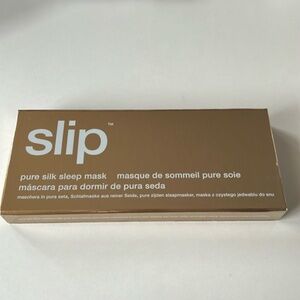 slip™
pure silk sleep mask masque de sommeil pure soie
máscara para dormir de pura seda
maschera in pura seta, Schlafmaske aus reiner Seide, pure zijden slaapmasker, maska z czystego jedwabiu do snu